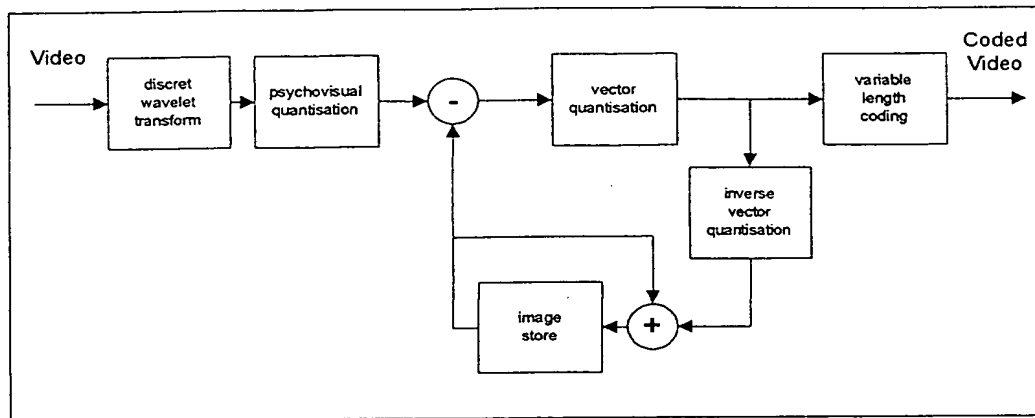 Video
discret
wavelet
transform
psychovisual
quantisation
-
vector
quantisation
variable
length
coding
Coded
Video
inverse
vector
quantisation
image
store
+